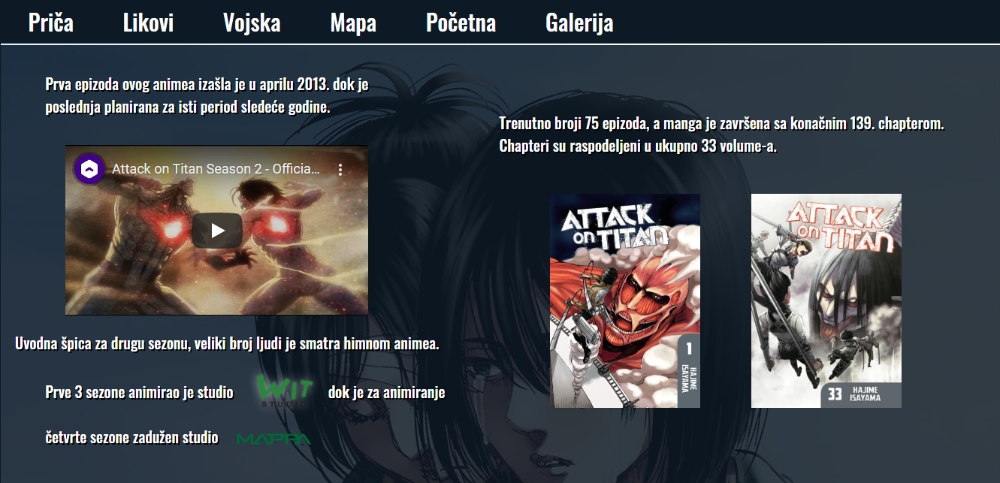 Priča Likovi Vojska Mapa Početna Galerija
Prva epizoda ovog animea izašla je u aprilu 2013. dok je
poslednja planirana za isti period sledeće godine.
Attack on Titan Season 2 - Officia...
Uvodna špica za drugu sezonu, veliki broj ljudi je smatra himnom animea.
Prve 3 sezone animirao je studio WIT STUDIO dok je za animiranje
četvrte sezone zadužen studio MAPPA
Trenutno broji 75 epizoda, a manga je završena sa konačnim 139. chapterom.
Chapteri su raspodeljeni u ukupno 33 volume-a.
ATTACK
on TITAN
1
HAJIME
ISAYAMA
ATTACK
on TITAN
33 HAJIME
ISAYAMA